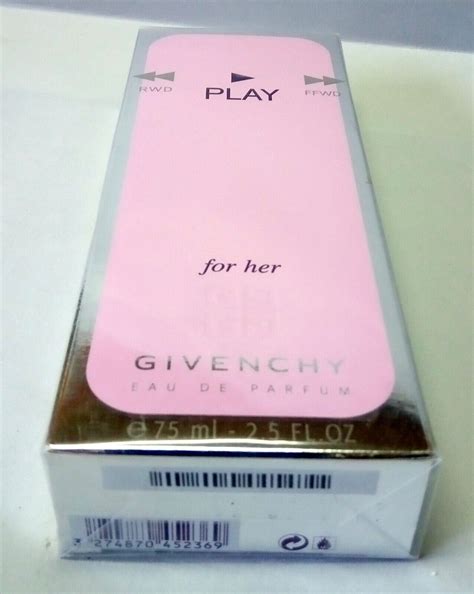 RWD PLAY FFWD
for her
GIVENCHY
EAU DE PARFUM
℮ 75 ml - 2.5 FL.OZ
3 274870 452369